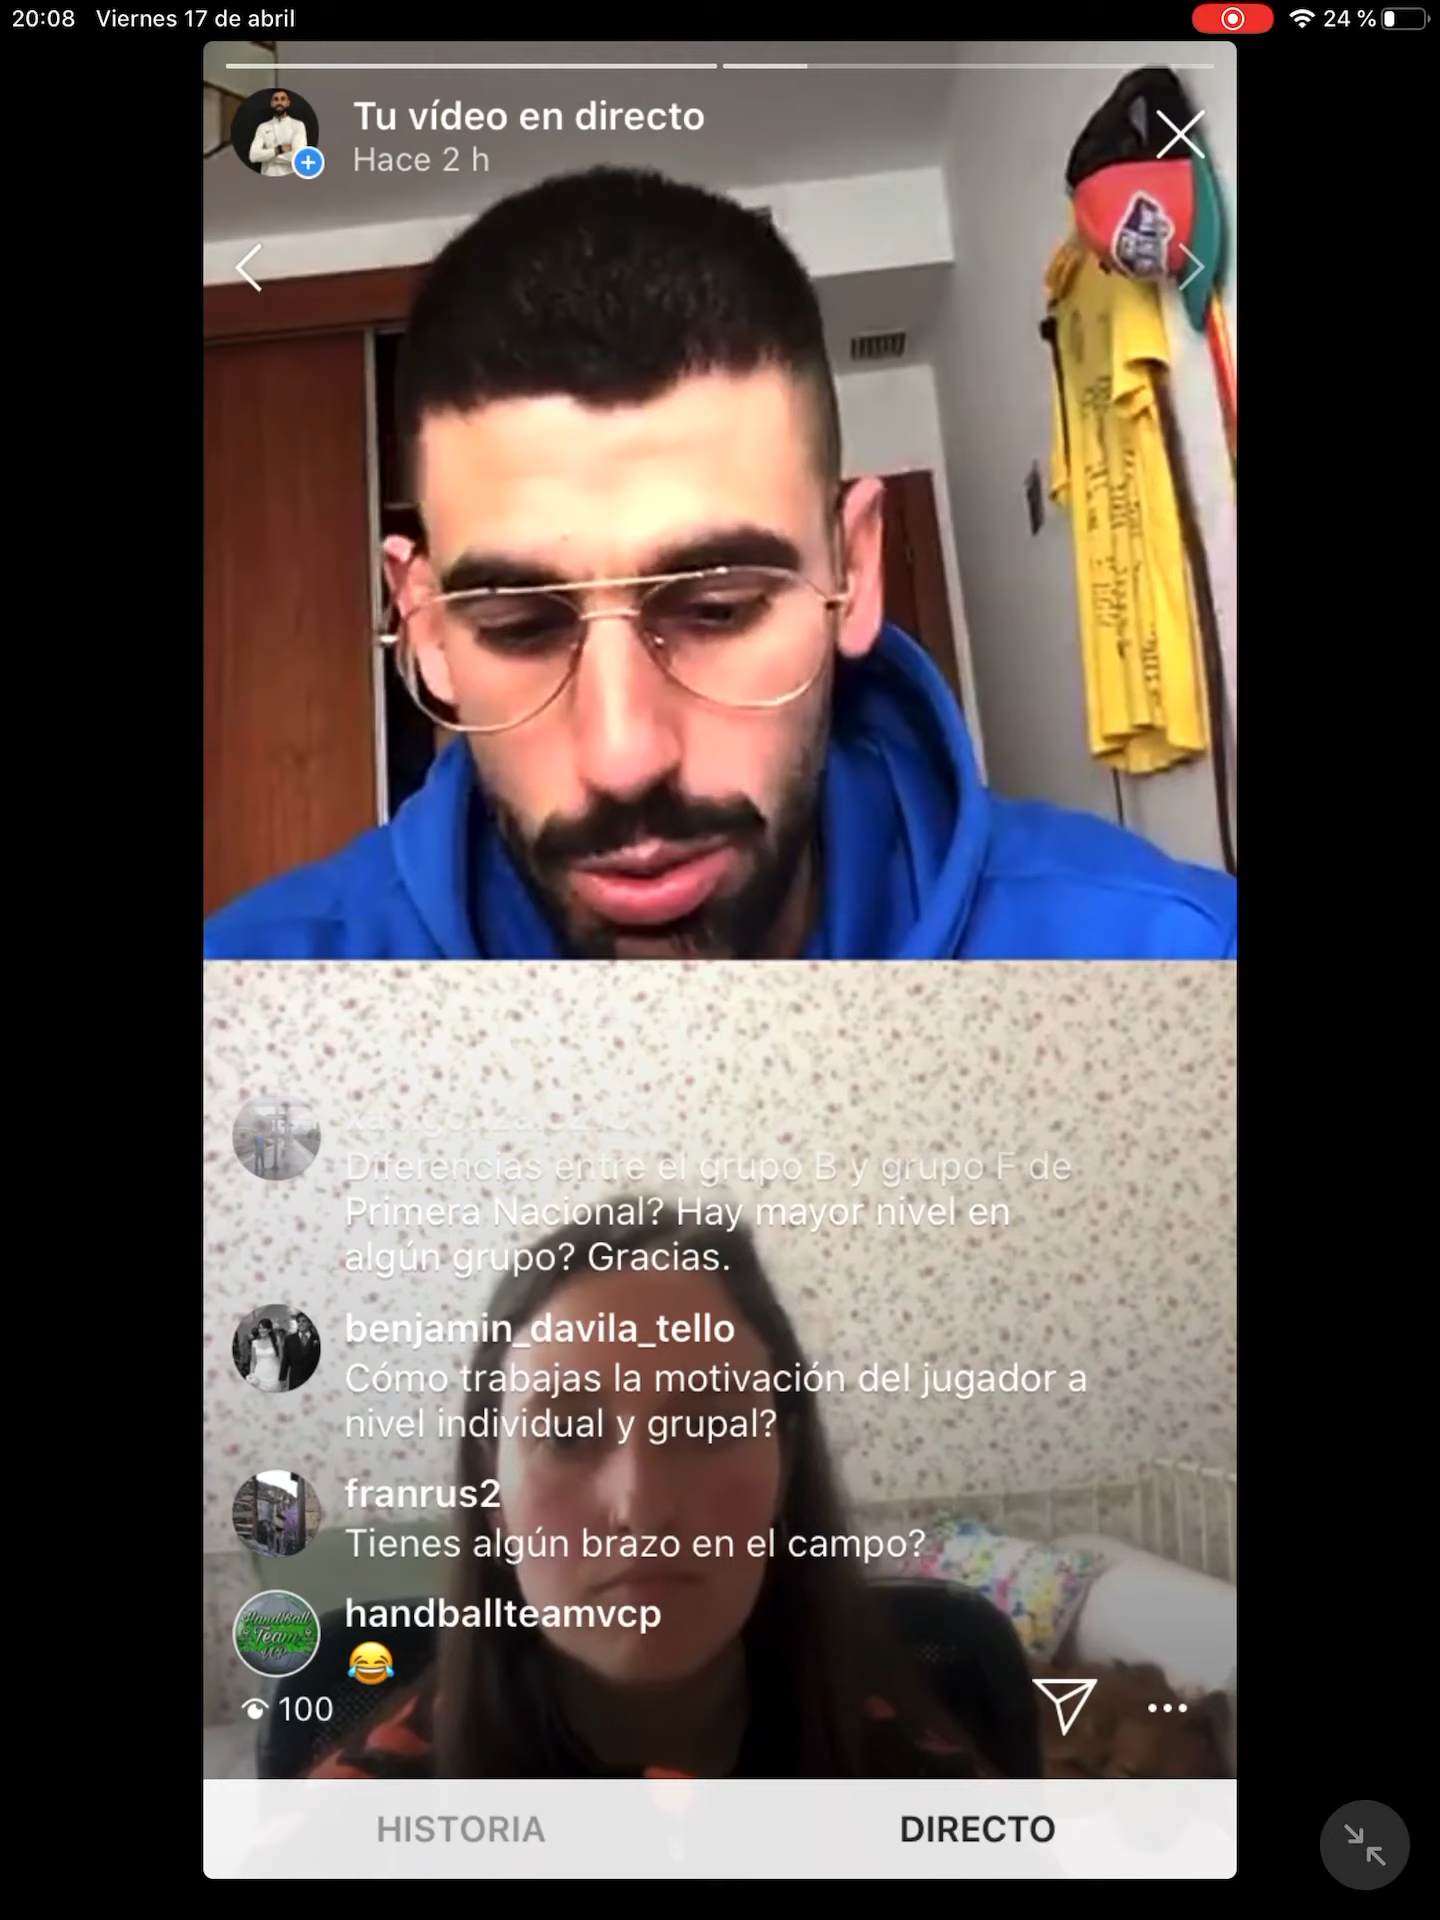 20:08 Viernes 17 de abril
24 %
Tu vídeo en directo
Hace 2 h
Diferencias entre el grupo B y grupo F de
Primera Nacional? Hay mayor nivel en
algún grupo? Gracias.
benjamin_davila_tello
Cómo trabajas la motivación del jugador a
nivel individual y grupal?
franrus2
Tienes algún brazo en el campo?
handballteamvcp
😂
HandBall
Team
100
HISTORIA
DIRECTO